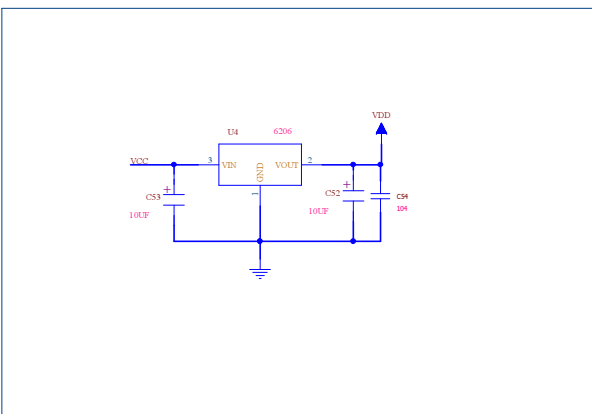 VDD
U4 6206
VCC 3 VIN GND VOUT 2
1
C53 + 10UF
C52 + 10UF
C54 104